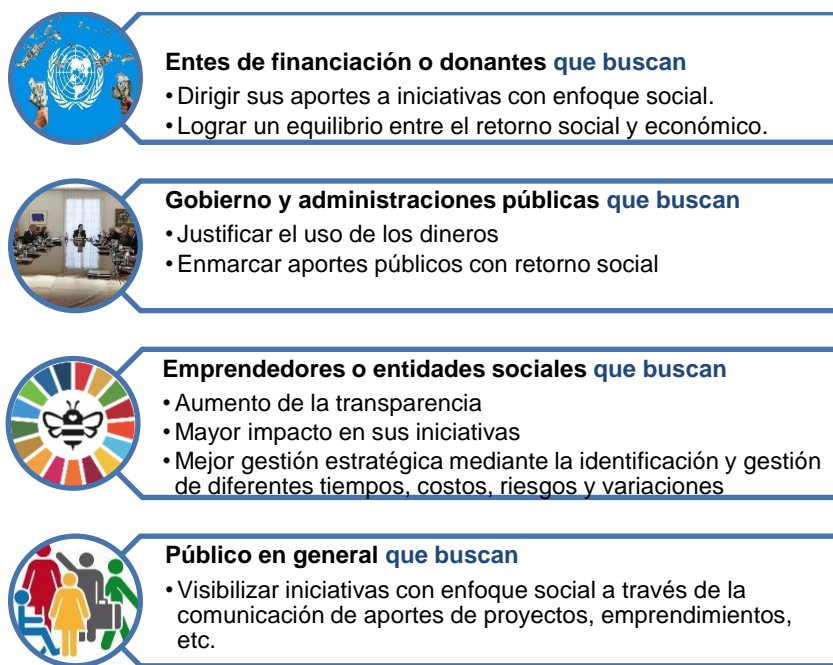 Entes de financiación o donantes que buscan
• Dirigir sus aportes a iniciativas con enfoque social.
• Lograr un equilibrio entre el retorno social y económico.
Gobierno y administraciones públicas que buscan
• Justificar el uso de los dineros
• Enmarcar aportes públicos con retorno social
Emprendedores o entidades sociales que buscan
• Aumento de la transparencia
• Mayor impacto en sus iniciativas
• Mejor gestión estratégica mediante la identificación y gestión
de diferentes tiempos, costos, riesgos y variaciones
Público en general que buscan
• Visibilizar iniciativas con enfoque social a través de la
comunicación de aportes de proyectos, emprendimientos,
etc.